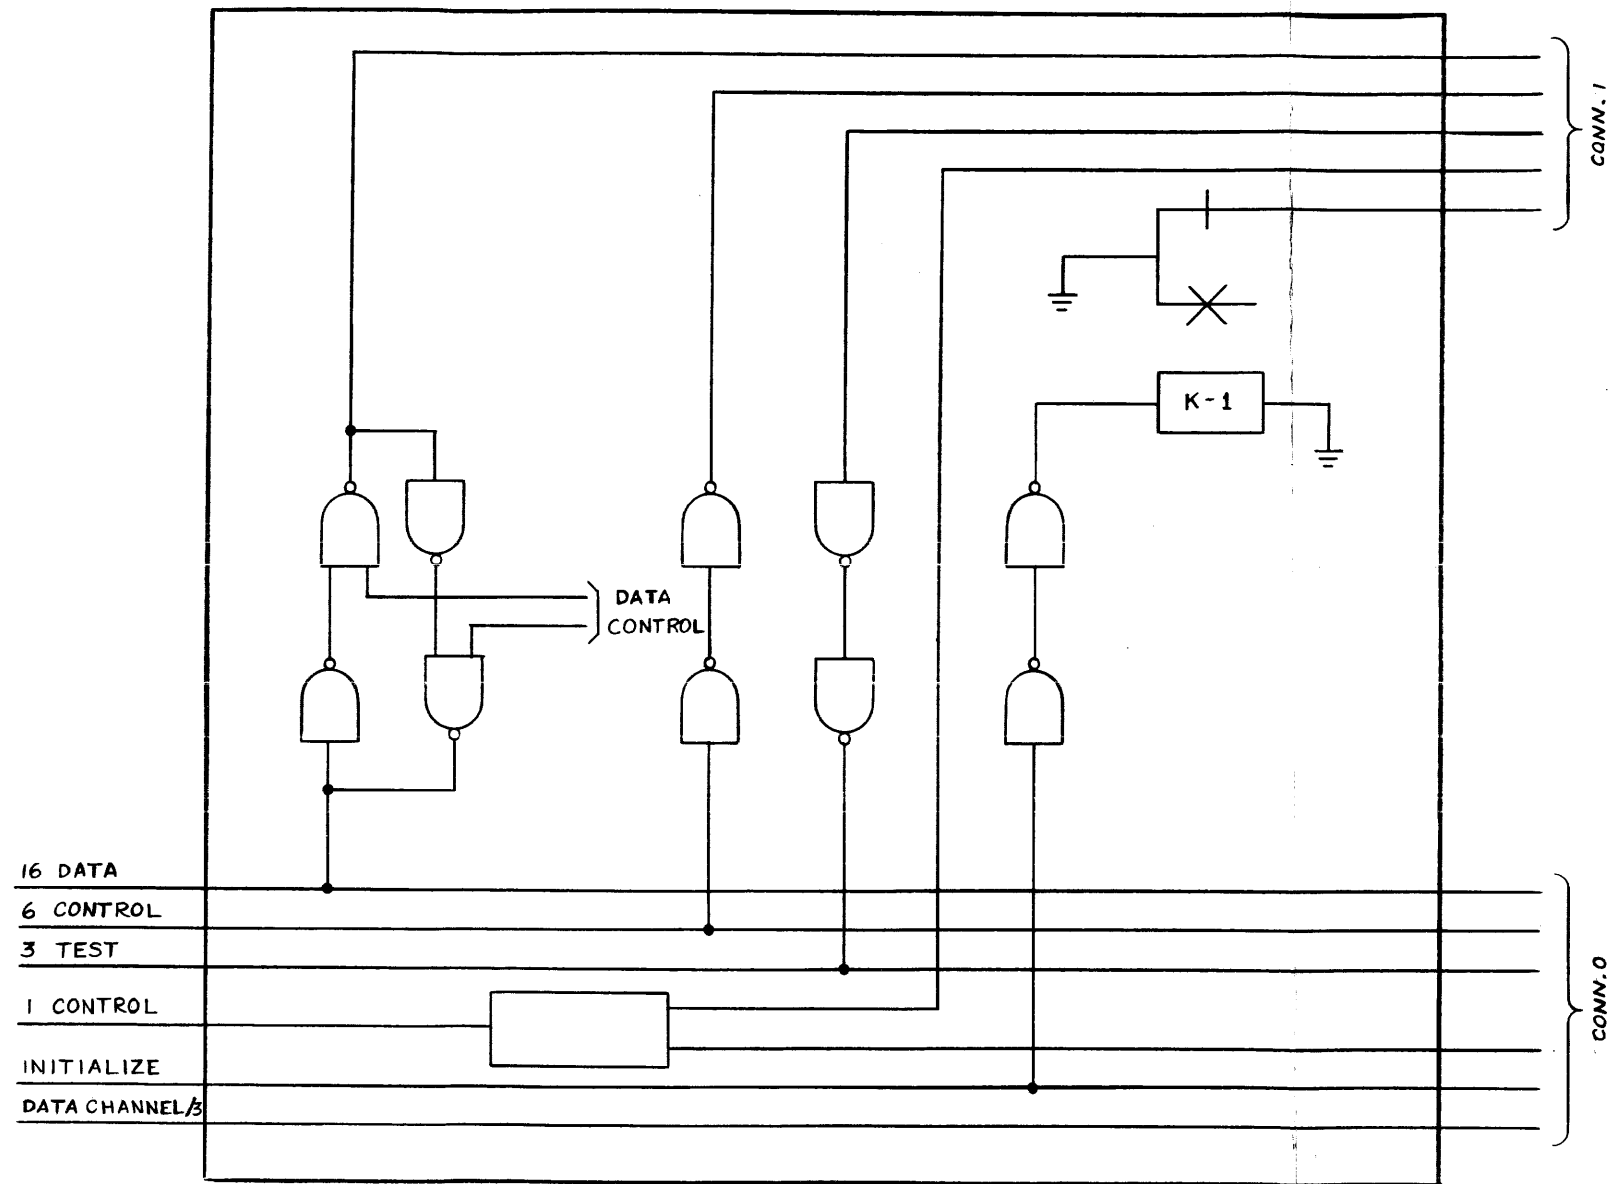 CONN. 1
K-1
DATA
CONTROL
16 DATA
6 CONTROL
3 TEST
1 CONTROL
INITIALIZE
DATA CHANNEL/3
CONN. 0